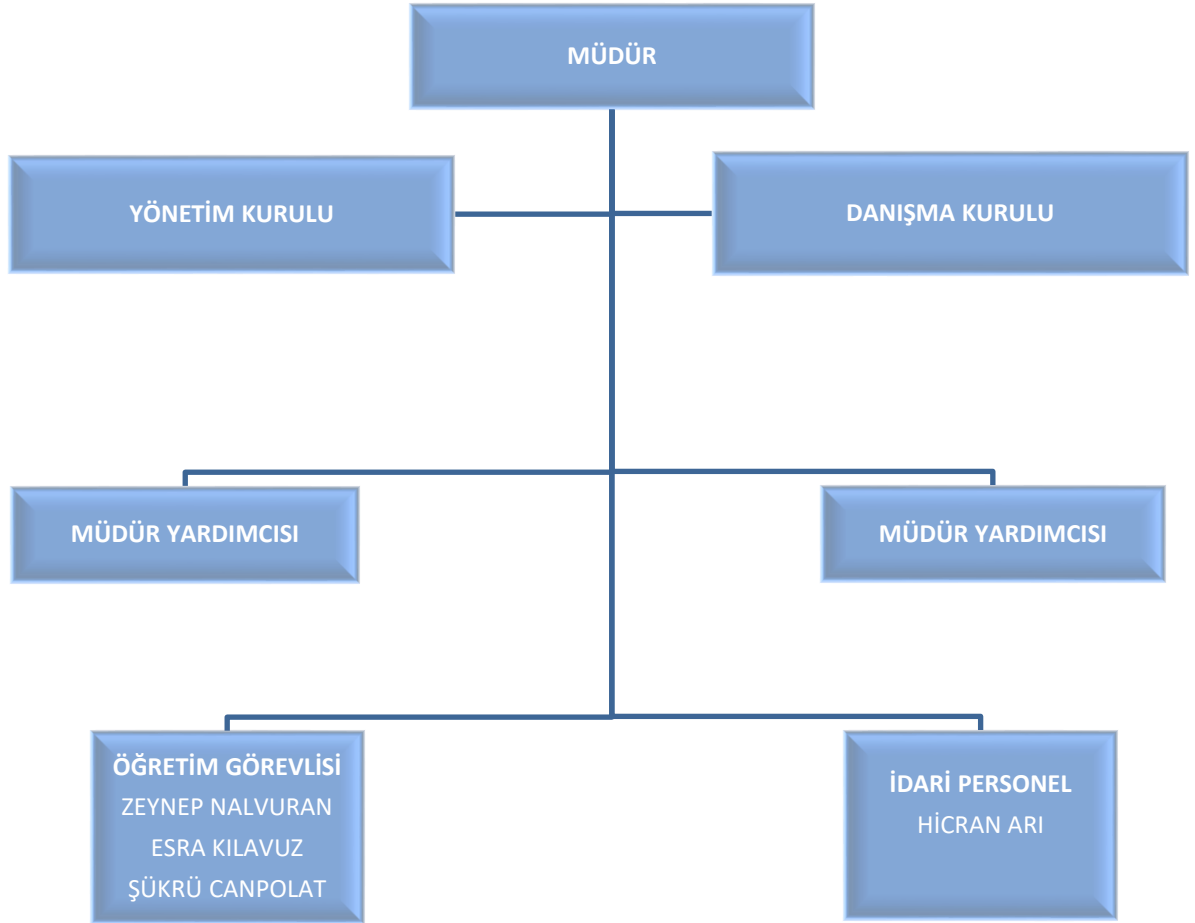 MÜDÜR
YÖNETİM KURULU
DANIŞMA KURULU
MÜDÜR YARDIMCISI
MÜDÜR YARDIMCISI
ÖĞRETİM GÖREVLİSİ
ZEYNEP NALVURAN
ESRA KILAVUZ
ŞÜKRÜ CANPOLAT
İDARİ PERSONEL
HİCRAN ARI